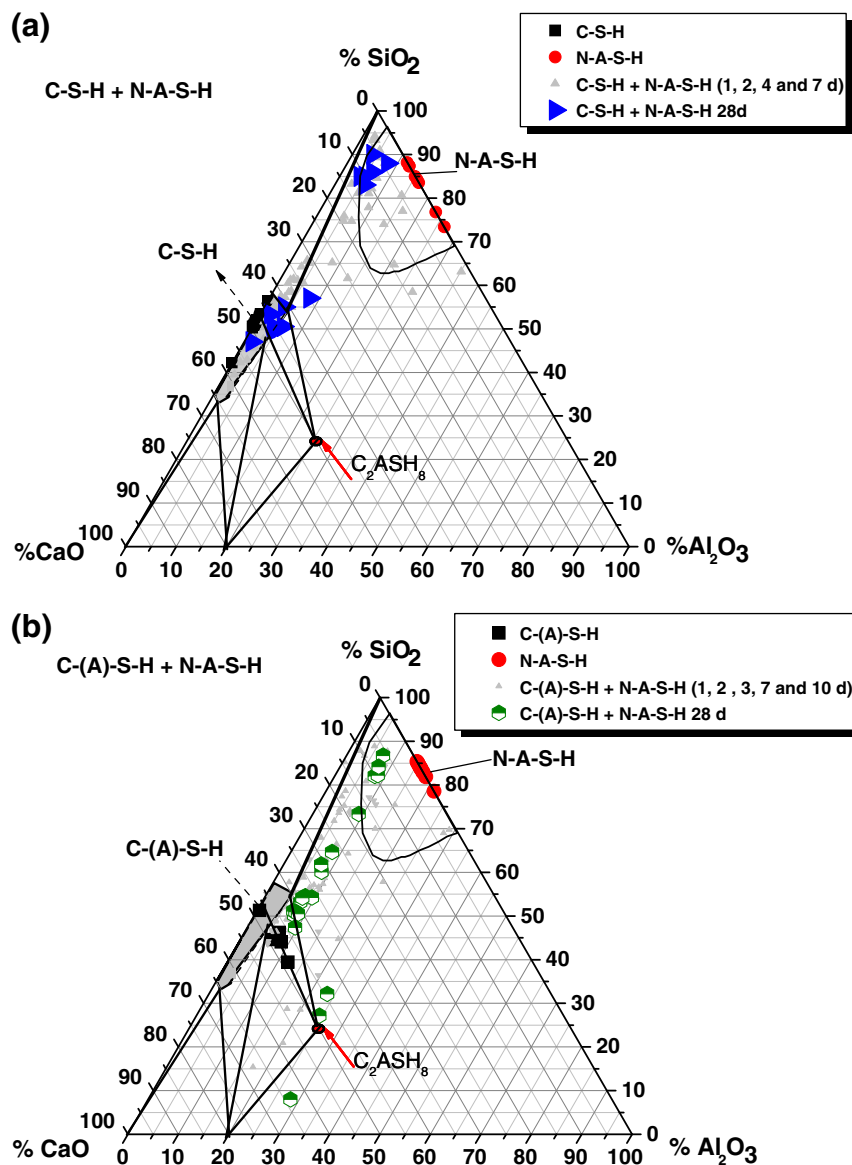 (a)
C-S-H
N-A-S-H
C-S-H + N-A-S-H (1, 2, 4 and 7 d)
C-S-H + N-A-S-H 28d
% SiO2
C-S-H + N-A-S-H
0
100
10
90
N-A-S-H
20
80
30
70
C-S-H
40
60
50
50
60
40
70
30
80
20
C2ASH8
90
10
100
0
%CaO
%Al2O3
0 10 20 30 40 50 60 70 80 90 100
(b)
C-(A)-S-H
N-A-S-H
C-(A)-S-H + N-A-S-H (1, 2 , 3, 7 and 10 d)
C-(A)-S-H + N-A-S-H 28 d
% SiO2
C-(A)-S-H + N-A-S-H
0
100
10
90
N-A-S-H
20
80
30
70
C-(A)-S-H
40
60
50
50
60
40
70
30
80
20
C2ASH8
90
10
100
0
% CaO
% Al2O3
0 10 20 30 40 50 60 70 80 90 100